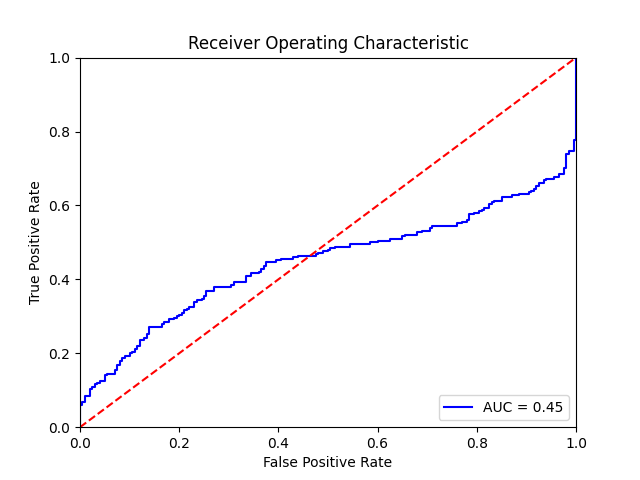 Receiver Operating Characteristic
True Positive Rate
1.0
0.8
0.6
0.4
0.2
0.0
AUC = 0.45
0.0 0.2 0.4 0.6 0.8 1.0
False Positive Rate